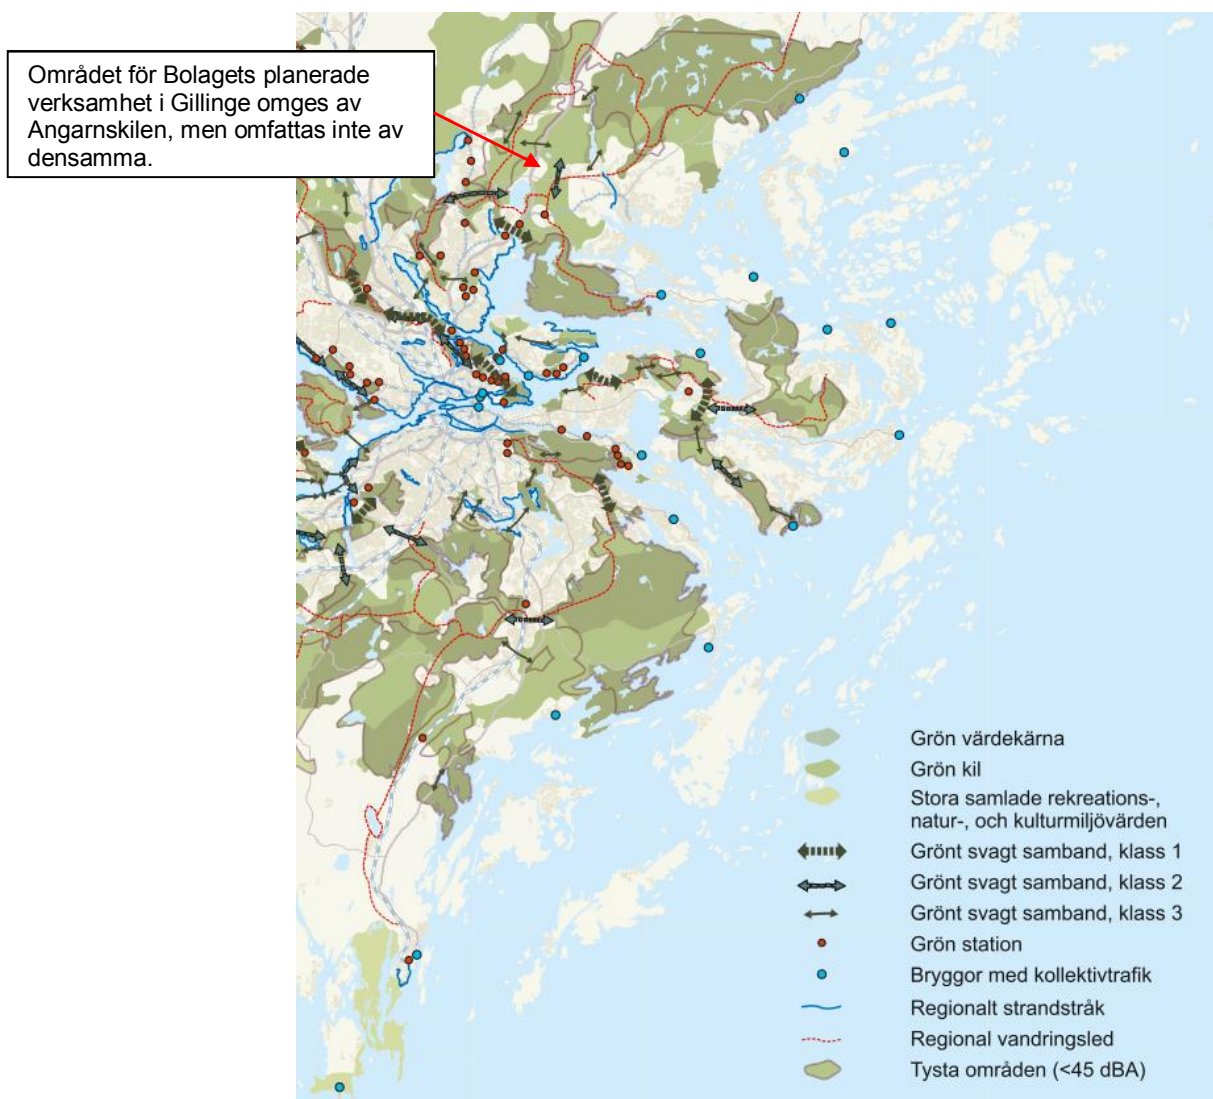 Området för Bolagets planerade
verksamhet i Gillinge omges av
Angarnskilen, men omfattas inte av
densamma.
Grön värdekärna
Grön kil
Stora samlade rekreations-,
natur-, och kulturmiljövärden
Grönt svagt samband, klass 1
Grönt svagt samband, klass 2
Grönt svagt samband, klass 3
Grön station
Bryggor med kollektivtrafik
Regionalt strandstråk
Regional vandringsled
Tysta områden (<45 dBA)